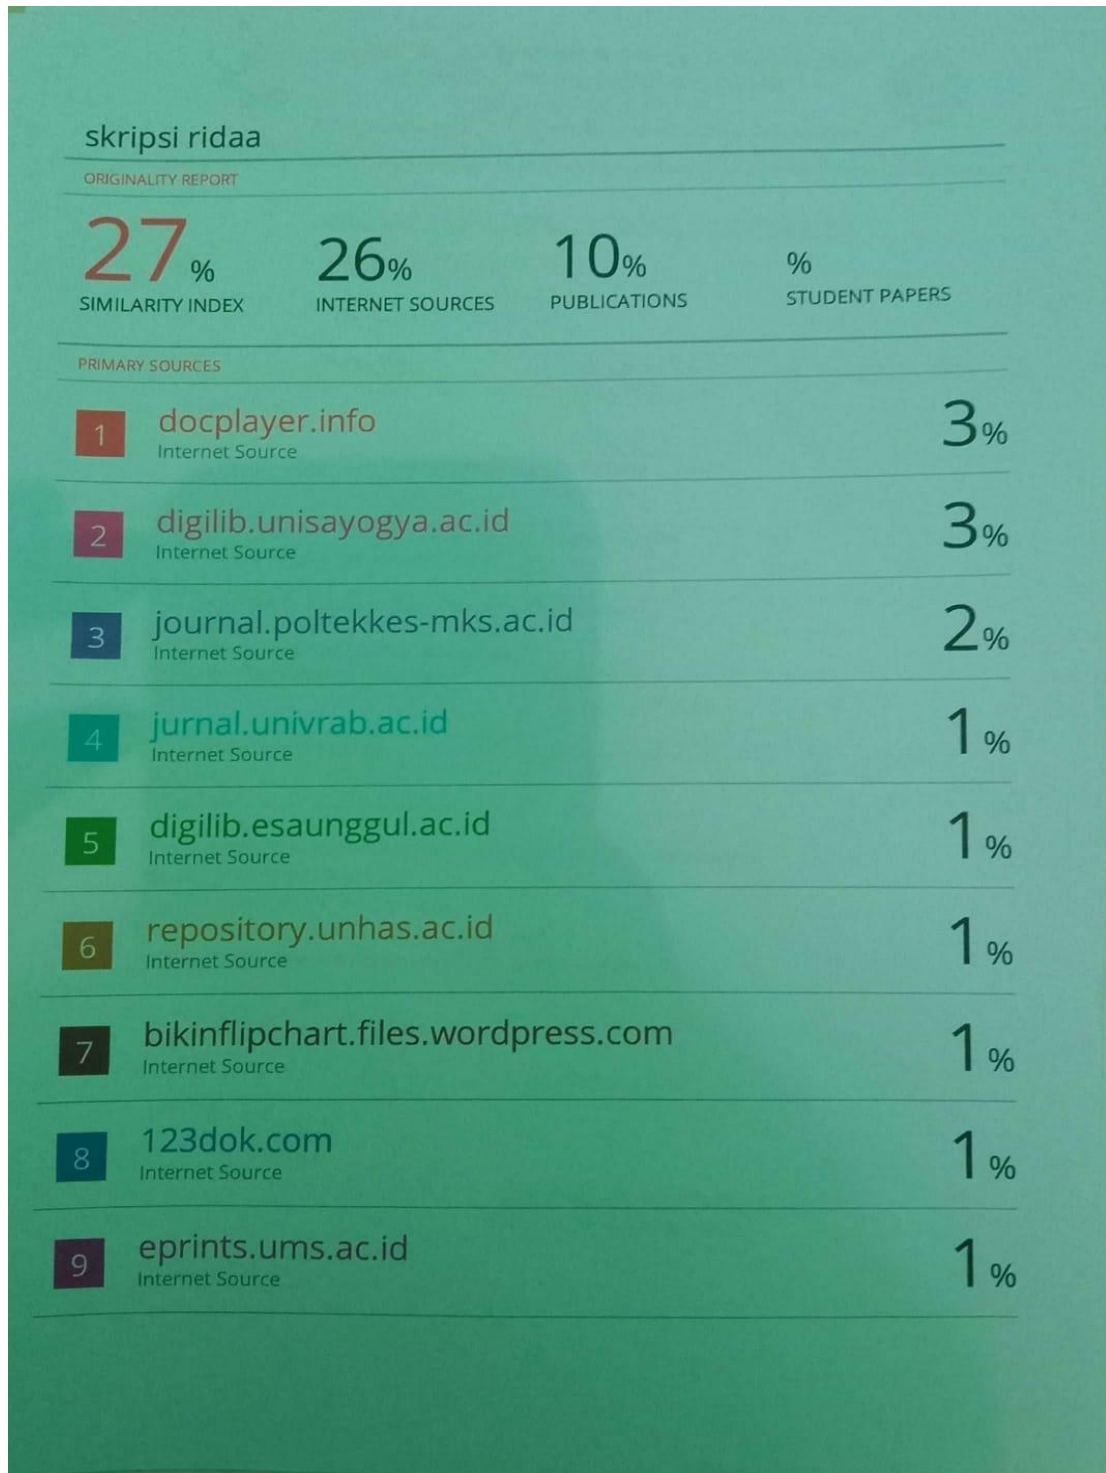 skripsi ridaa
ORIGINALITY REPORT
27% 26% 10% %
SIMILARITY INDEX INTERNET SOURCES PUBLICATIONS STUDENT PAPERS
PRIMARY SOURCES
1 docplayer.info 3%
Internet Source
2 digilib.unisayogya.ac.id 3%
Internet Source
3 journal.poltekkes-mks.ac.id 2%
Internet Source
4 jurnal.univrab.ac.id 1%
Internet Source
5 digilib.esaunggul.ac.id 1%
Internet Source
6 repository.unhas.ac.id 1%
Internet Source
7 bikinflipchart.files.wordpress.com 1%
Internet Source
8 123dok.com 1%
Internet Source
9 eprints.ums.ac.id 1%
Internet Source